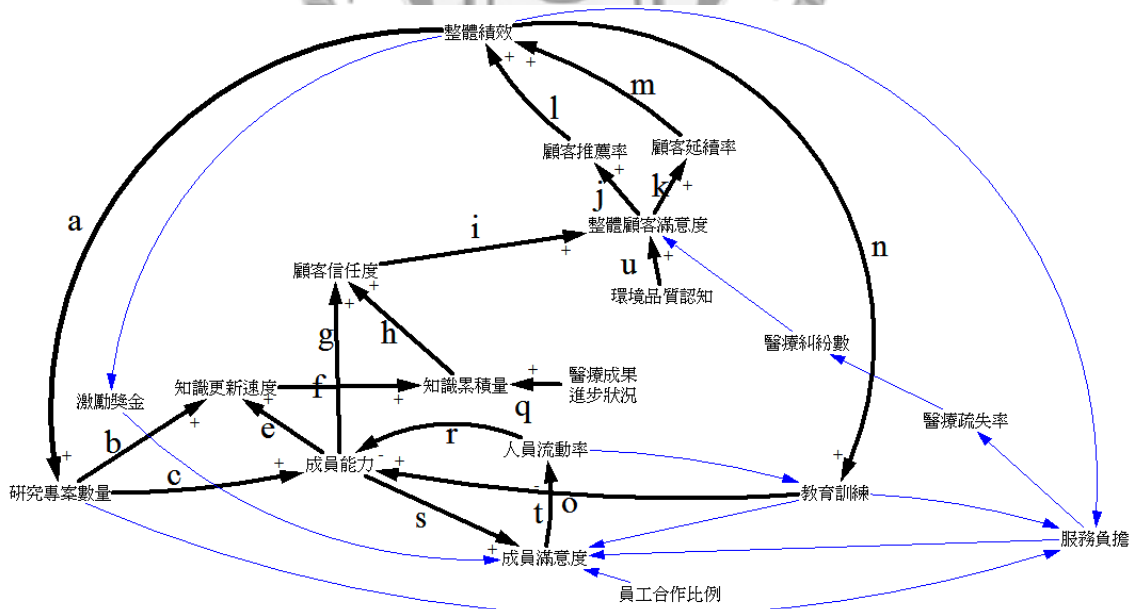 整體績效
+ +
l
m
顧客推薦率
顧客延續率
+
+
a
j
k
整體顧客滿意度
n
i
+
+
u
顧客信任度
環境品質認知
+
+
g
h
醫療糾紛數
知識更新速度
f
知識累積量
+
醫療成果
進步狀況
激勵獎金
+
+
+
q
醫療疏失率
b
e
r
人員流動率
+
+
c
+
成員能力
-
+
+
研究專案數量
-
教育訓練
s
t
o
+
服務負擔
+
成員滿意度
員工合作比例